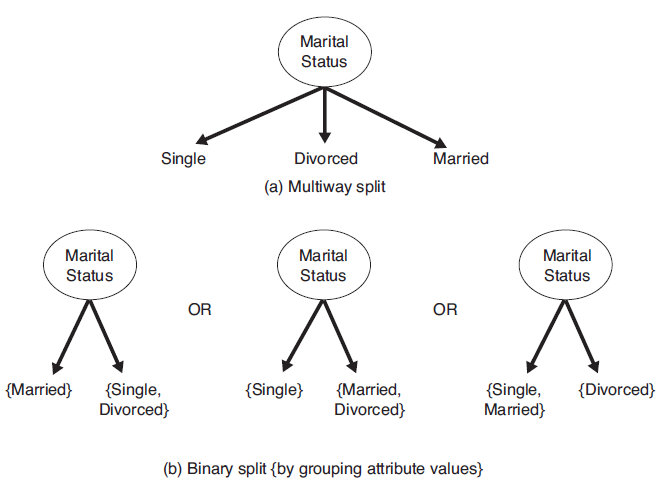 Marital
Status
Single
Divorced
Married
(a) Multiway split
Marital
Status
Marital
Status
Marital
Status
OR
OR
{Married}
{Single,
Divorced}
{Single}
{Married,
Divorced}
{Single,
Married}
{Divorced}
(b) Binary split {by grouping attribute values}